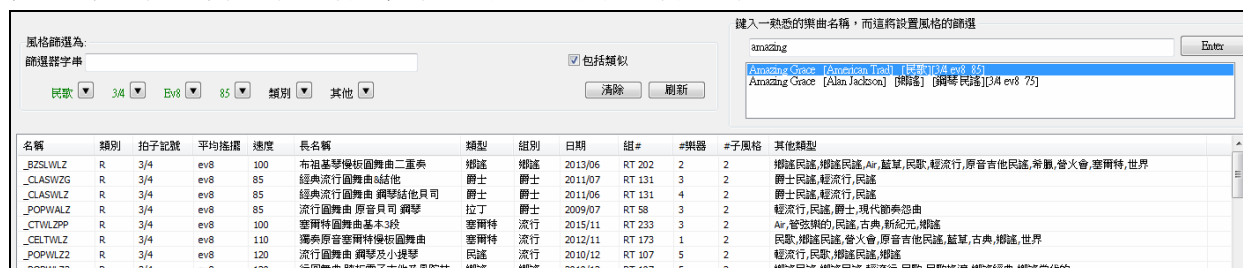 鍵入一熟悉的樂曲名稱，而這將設置風格的篩選
風格篩選為:
篩選器字串
包括類似
amazing
Enter
Amazing Grace [American Trad] [民歌][3/4 ev8 85]
Amazing Grace [Alan Jackson] [鄉謠] [鋼琴民謠][3/4 ev8 75]
民歌 3/4 Ev8 85 類別 其他 清除 刷新
名稱 類別 拍子記號 平均搖擺 速度 長名稱 類型 組別 日期 組# #樂器 #子風格 其他類型
_BZSLWLZ R 3/4 ev8 100 布祖基琴慢板圓舞曲二重奏 鄉謠 鄉謠 2013/06 RT 202 2 2 鄉謠民謠,鄉謠民謠,Air,藍草,民歌,輕流行,原音吉他民謠,希臘,營火會,塞爾特,世界
_CLASWZG R 3/4 ev8 85 經典流行圓舞曲&結他 爵士 爵士 2011/07 RT 131 3 2 爵士民謠,輕流行,民謠
_CLASWLZ R 3/4 ev8 85 經典流行圓舞曲 鋼琴結他貝司 爵士 爵士 2011/06 RT 131 4 2 爵士民謠,輕流行,民謠
_POPWALZ R 3/4 ev8 85 流行圓舞曲 原音貝司 鋼琴 拉丁 爵士 2009/07 RT 58 3 2 輕流行,民謠,爵士,現代節奏怨曲
_CTWLZPP R 3/4 ev8 100 塞爾特圓舞曲基本3段 塞爾特 流行 2015/11 RT 233 3 2 Air,管弦樂的,民謠,古典,新紀元,鄉謠
_CELTWLZ R 3/4 ev8 110 獨奏原音塞爾特慢板圓舞曲 塞爾特 流行 2012/11 RT 173 1 2 民歌,鄉謠民謠,營火會,原音吉他民謠,藍草,古典,鄉謠,世界
_POPWLZ2 R 3/4 ev8 120 流行圓舞曲 鋼琴及小提琴 民謠 流行 2010/12 RT 107 5 2 輕流行,民歌,鄉謠民謠,鄉謠